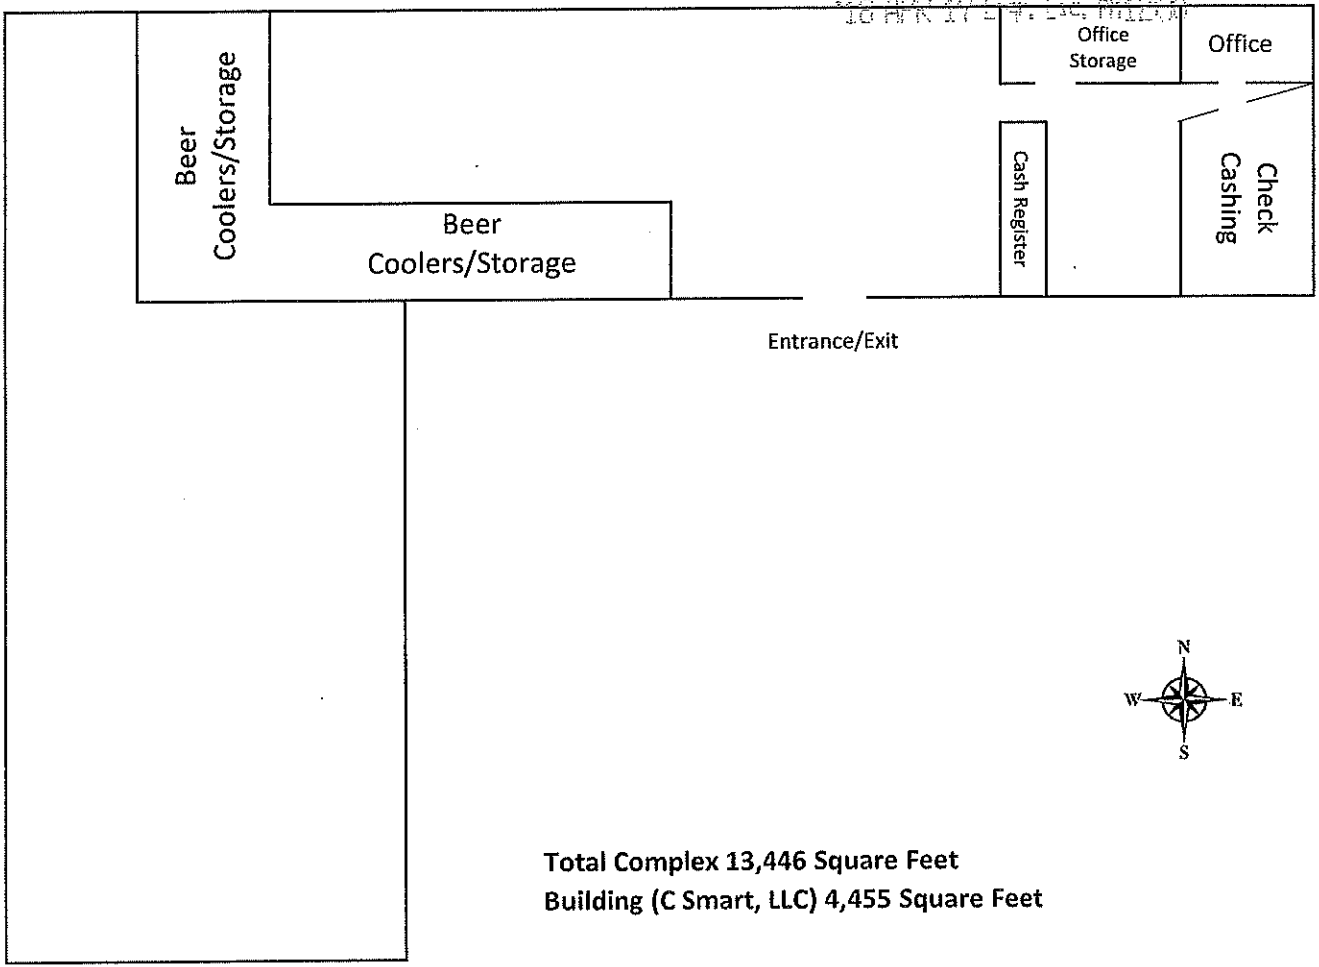 Office
Storage
Office
Beer
Coolers/Storage
Beer
Coolers/Storage
Cash Register
Check
Cashing
Entrance/Exit
N
W
E
S
Total Complex 13,446 Square Feet
Building (C Smart, LLC) 4,455 Square Feet